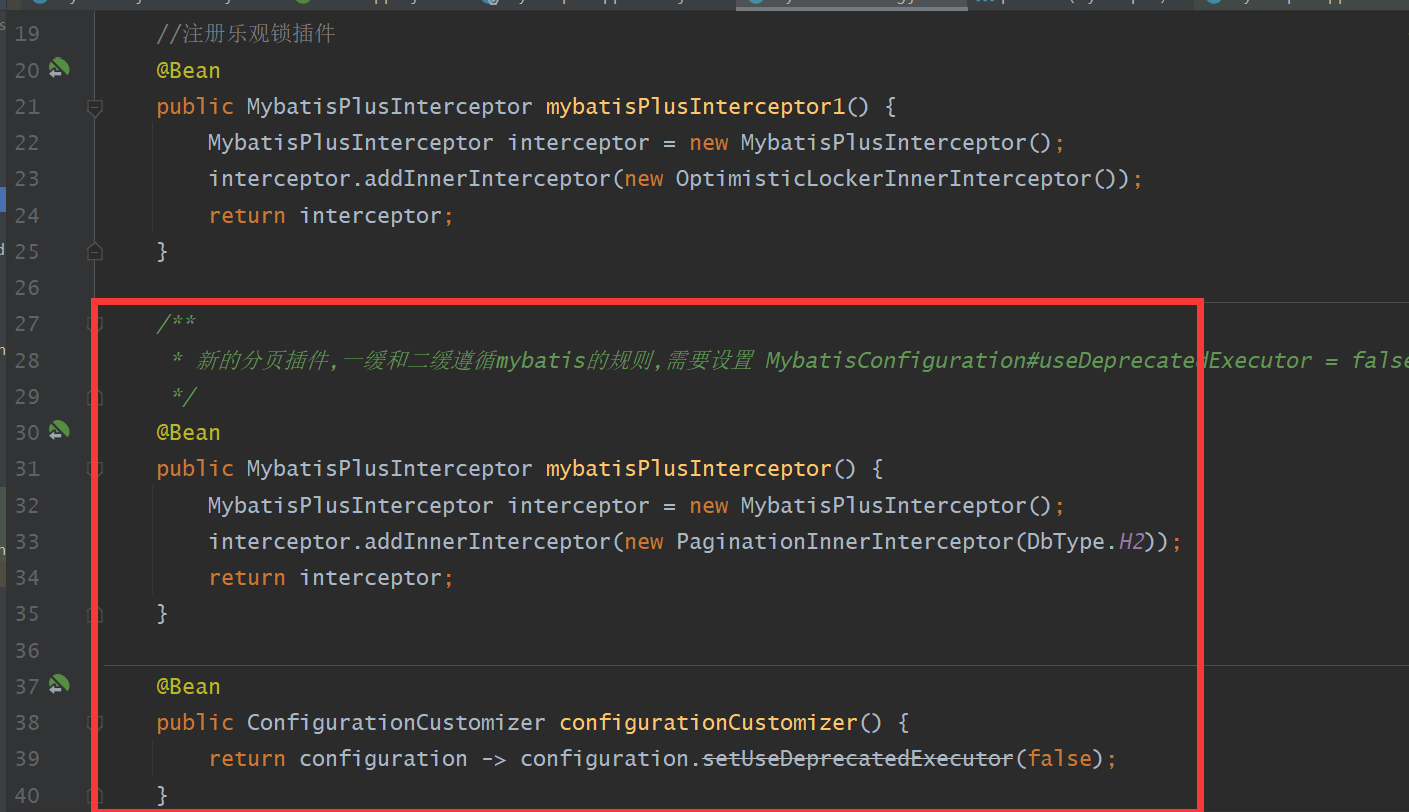 19 //注册乐观锁插件
20 @Bean
21 public MybatisPlusInterceptor mybatisPlusInterceptor1() {
22 MybatisPlusInterceptor interceptor = new MybatisPlusInterceptor();
23 interceptor.addInnerInterceptor(new OptimisticLockerInnerInterceptor());
24 return interceptor;
25 }
26
27 /**
28 * 新的分页插件,一缓和二缓遵循mybatis的规则,需要设置 MybatisConfiguration#useDeprecatedExecutor = false
29 */
30 @Bean
31 public MybatisPlusInterceptor mybatisPlusInterceptor() {
32 MybatisPlusInterceptor interceptor = new MybatisPlusInterceptor();
33 interceptor.addInnerInterceptor(new PaginationInnerInterceptor(DbType.H2));
34 return interceptor;
35 }
36
37 @Bean
38 public ConfigurationCustomizer configurationCustomizer() {
39 return configuration -> configuration.setUseDeprecatedExecutor(false);
40 }